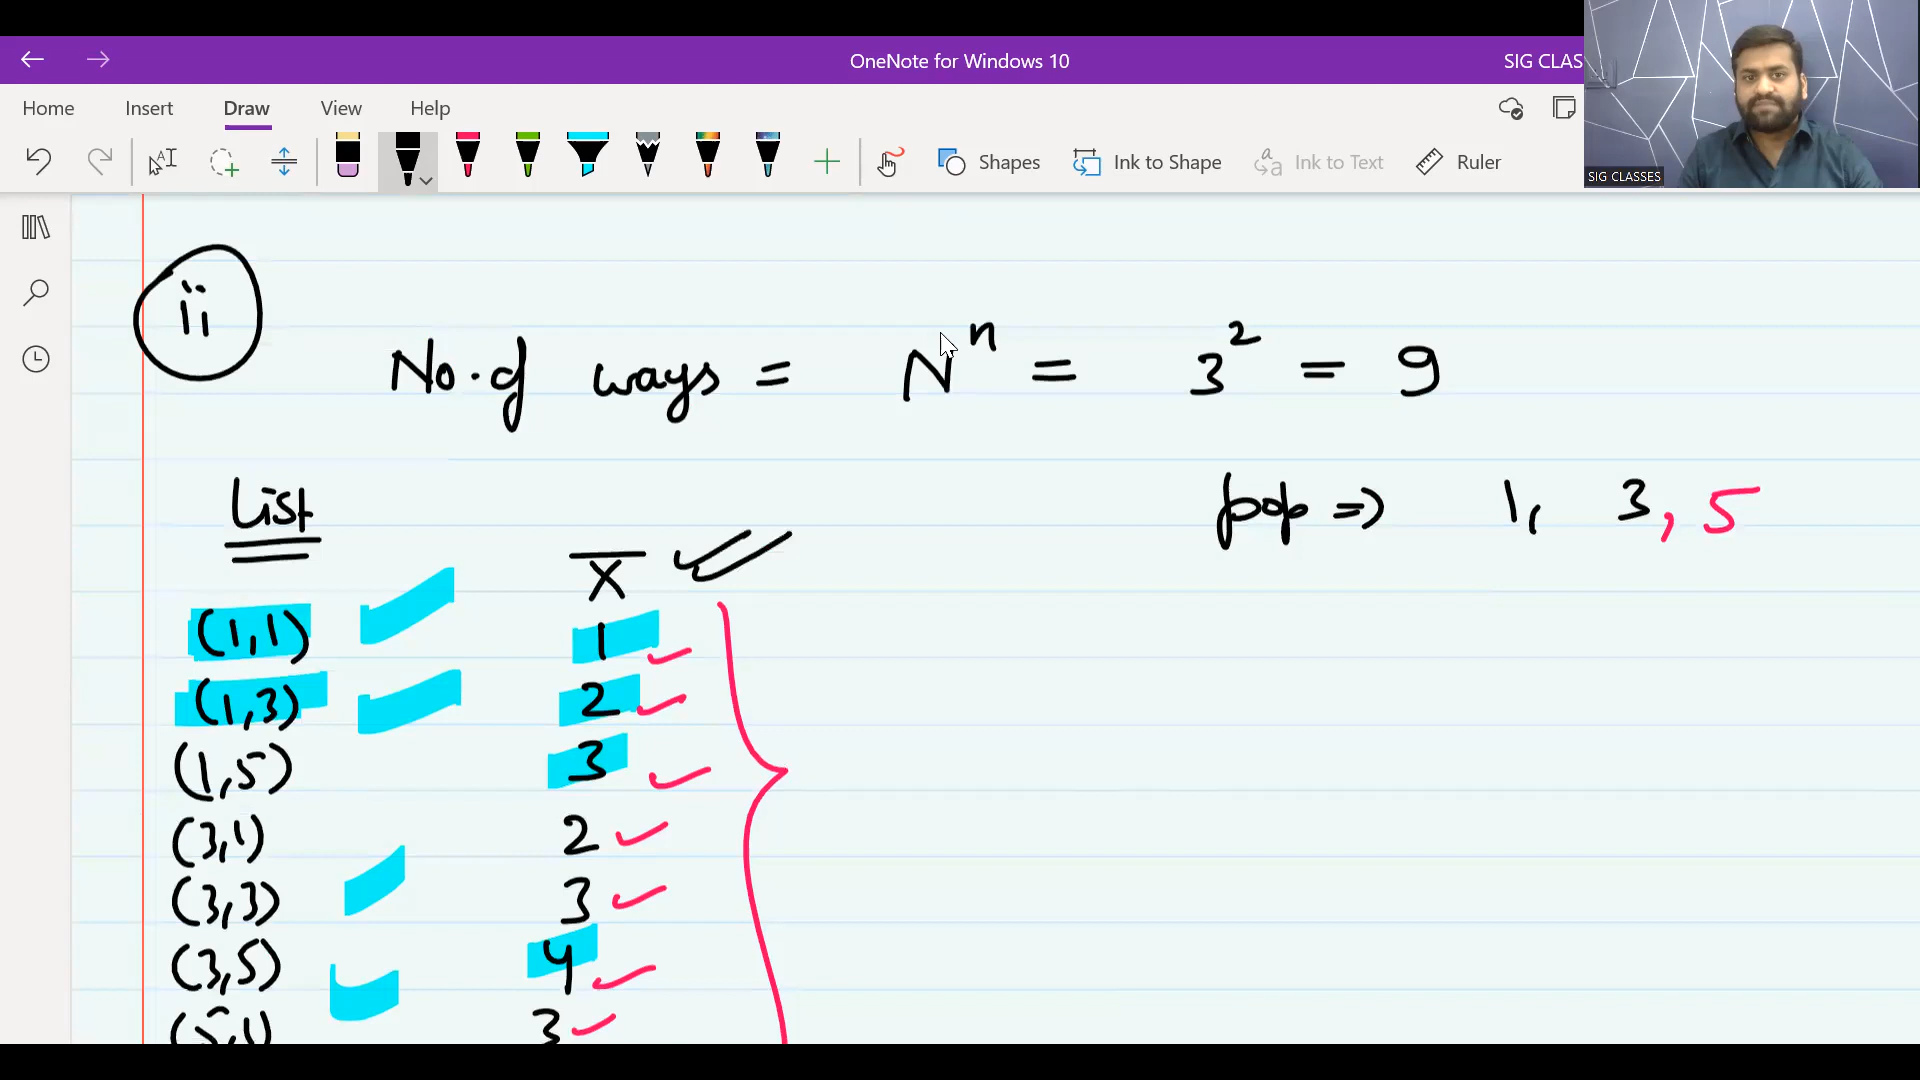 OneNote for Windows 10
SIG CLAS
Home Insert Draw View Help
Shapes Ink to Shape Ink to Text Ruler
SIG CLASSES
ii
No. of ways = N^n = 3^2 = 9
List
pop => 1, 3, 5
X̄
(1,1) 1
(1,3) 2
(1,5) 3
(3,1) 2
(3,3) 3
(3,5) 4
(5,1) 3